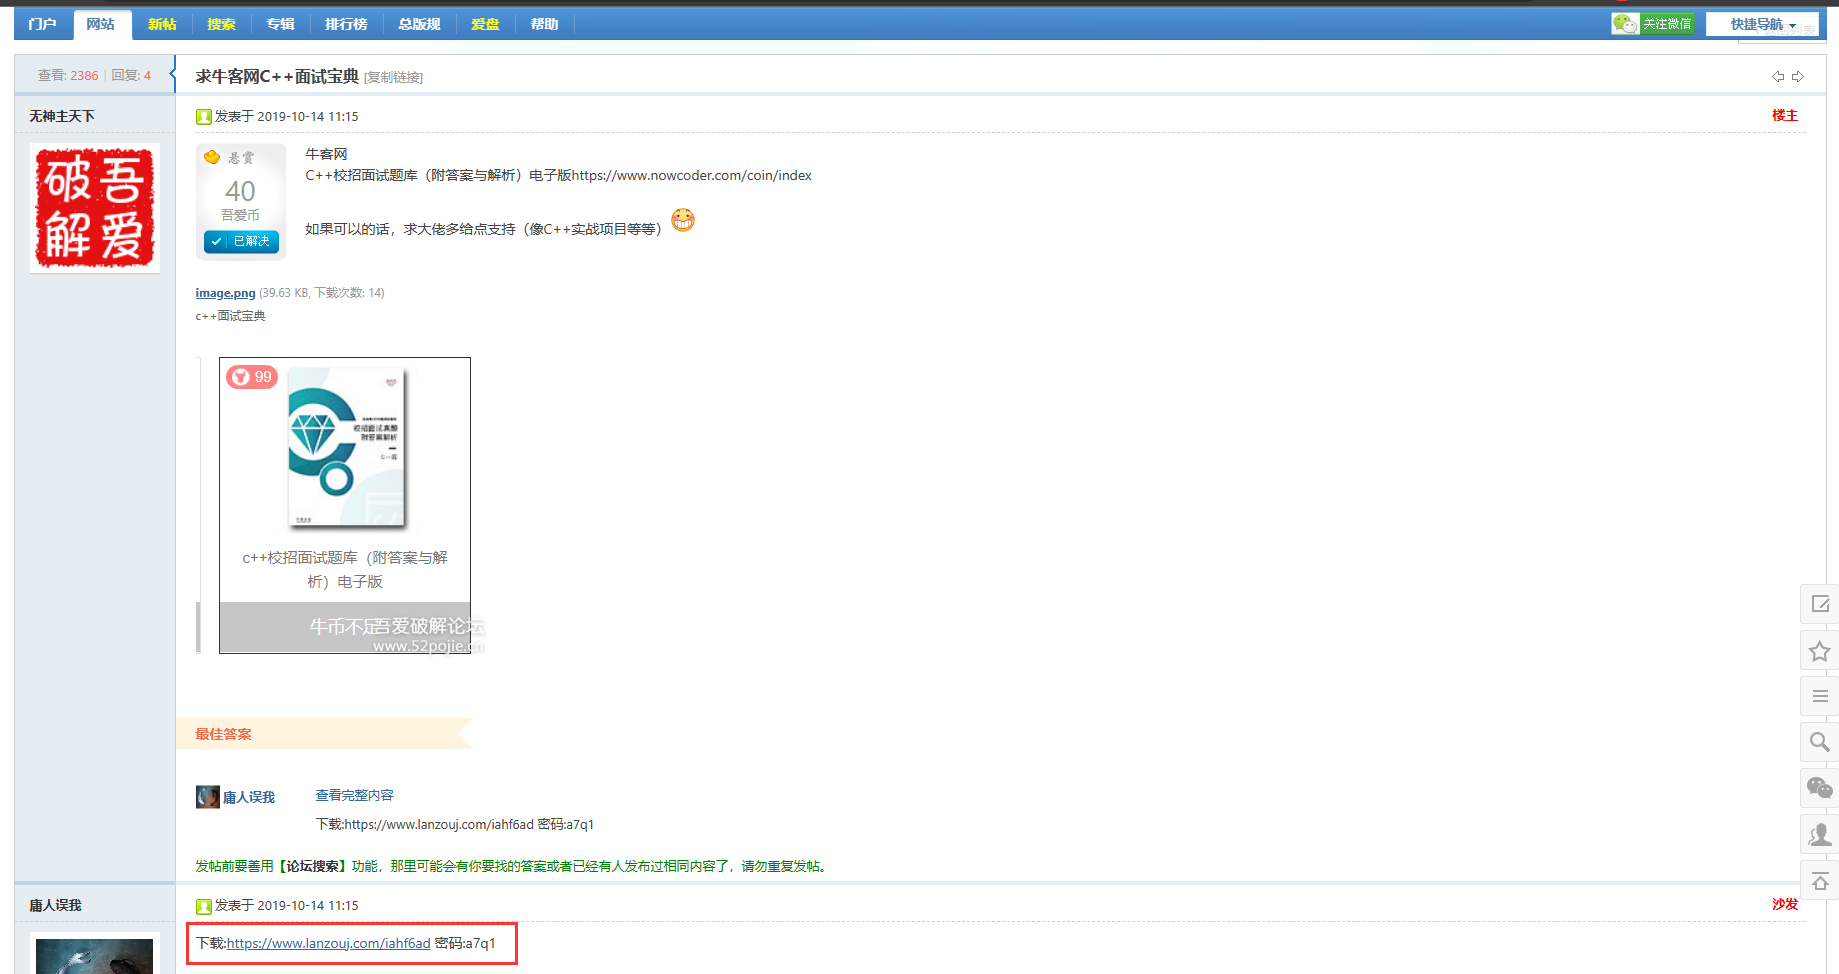 门户 网站 新帖 搜索 专辑 排行榜 总版规 爱盘 帮助 关注微信 快捷导航
查看: 2386 | 回复: 4
求牛客网C++面试宝典 [复制链接]
无神主天下
发表于 2019-10-14 11:15
楼主
吾爱
破解
悬赏
40
吾爱币
已解决
牛客网
C++校招面试题库（附答案与解析）电子版https://www.nowcoder.com/coin/index
如果可以的话，求大佬多给点支持（像C++实战项目等等）
image.png (39.63 KB, 下载次数: 14)
c++面试宝典
99
校招面试真题
附答案解析
C++篇
c++校招面试题库（附答案与解
析）电子版
牛币不足
吾爱破解论坛
www.52pojie.cn
最佳答案
庸人误我
查看完整内容
下载:https://www.lanzouj.com/iahf6ad 密码:a7q1
发帖前要善用【论坛搜索】功能，那里可能会有你要找的答案或者已经有人发布过相同内容了，请勿重复发帖。
庸人误我
发表于 2019-10-14 11:15
沙发
下载:https://www.lanzouj.com/iahf6ad 密码:a7q1